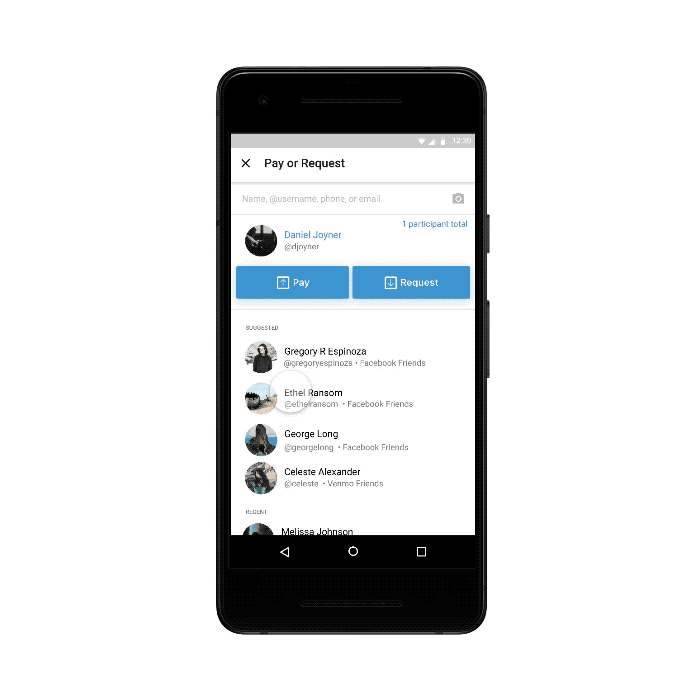 12:30
Pay or Request
Name, @username, phone, or email
1 participant total
Daniel Joyner
@djoyner
Pay
Request
SUGGESTED
Gregory R Espinoza
@gregoryespinoza • Facebook Friends
Ethel Ransom
@ethelransom • Facebook Friends
George Long
@georgelong • Facebook Friends
Celeste Alexander
@celeste • Venmo Friends
RECENT
Melissa Johnson